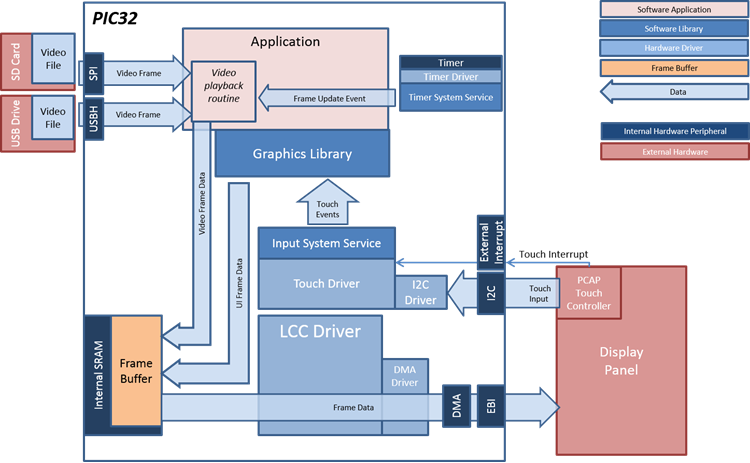 PIC32
SD Card
Video
File
SPI
Video Frame
USB Drive
Video
File
USBH
Video Frame
Application
Video
playback
routine
Frame Update Event
Timer
Timer Driver
Timer System Service
Graphics Library
Video Frame Data
UI Frame Data
Touch
Events
Input System Service
Touch Driver
I2C
Driver
External
Interrupt
I2C
Touch Interrupt
Touch
Input
PCAP
Touch
Controller
Display
Panel
Internal SRAM
Frame
Buffer
LCC Driver
DMA
Driver
Frame Data
DMA
EBI
Software Application
Software Library
Hardware Driver
Frame Buffer
Data
Internal Hardware Peripheral
External Hardware